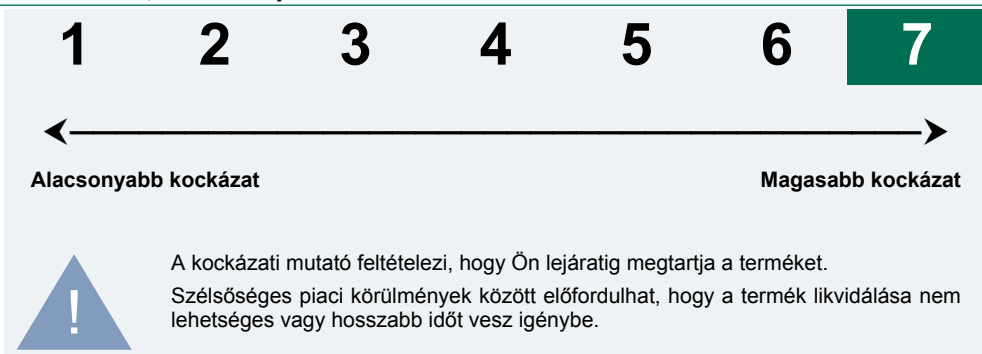 1 2 3 4 5 6 7
Alacsonyabb kockázat Magasabb kockázat
A kockázati mutató feltételezi, hogy Ön lejáratig megtartja a terméket.
Szélsőséges piaci körülmények között előfordulhat, hogy a termék likvidálása nem
lehetséges vagy hosszabb időt vesz igénybe.
!